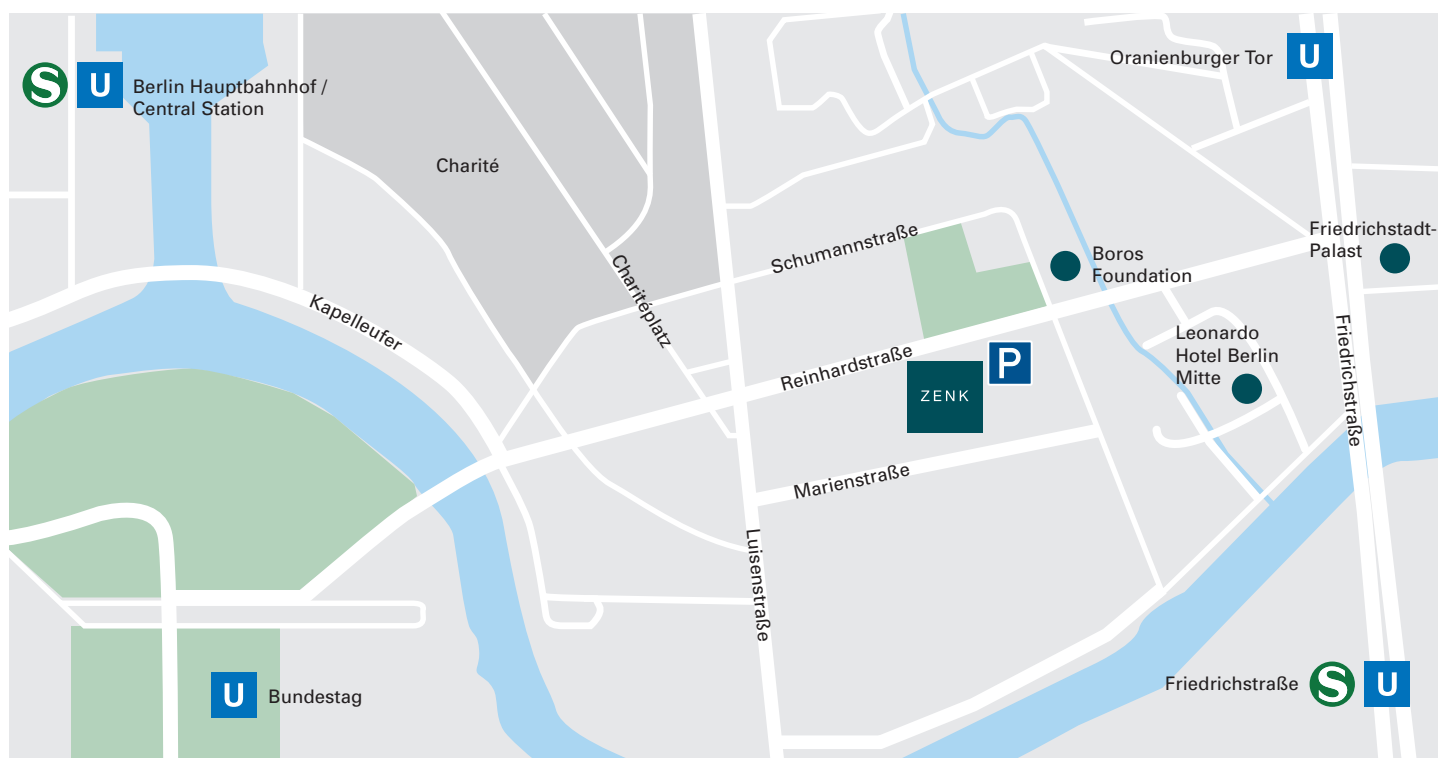 Oranienburger Tor
U
S
U
Berlin Hauptbahnhof /
Central Station
Charité
Schumannstraße
Friedrichstadt-
Palast
Boros
Foundation
Charitéplatz
Kapelleufer
Leonardo
Hotel Berlin
Mitte
Friedrichstraße
Reinhardstraße
P
ZENK
Marienstraße
Luisenstraße
U
Bundestag
Friedrichstraße
S
U